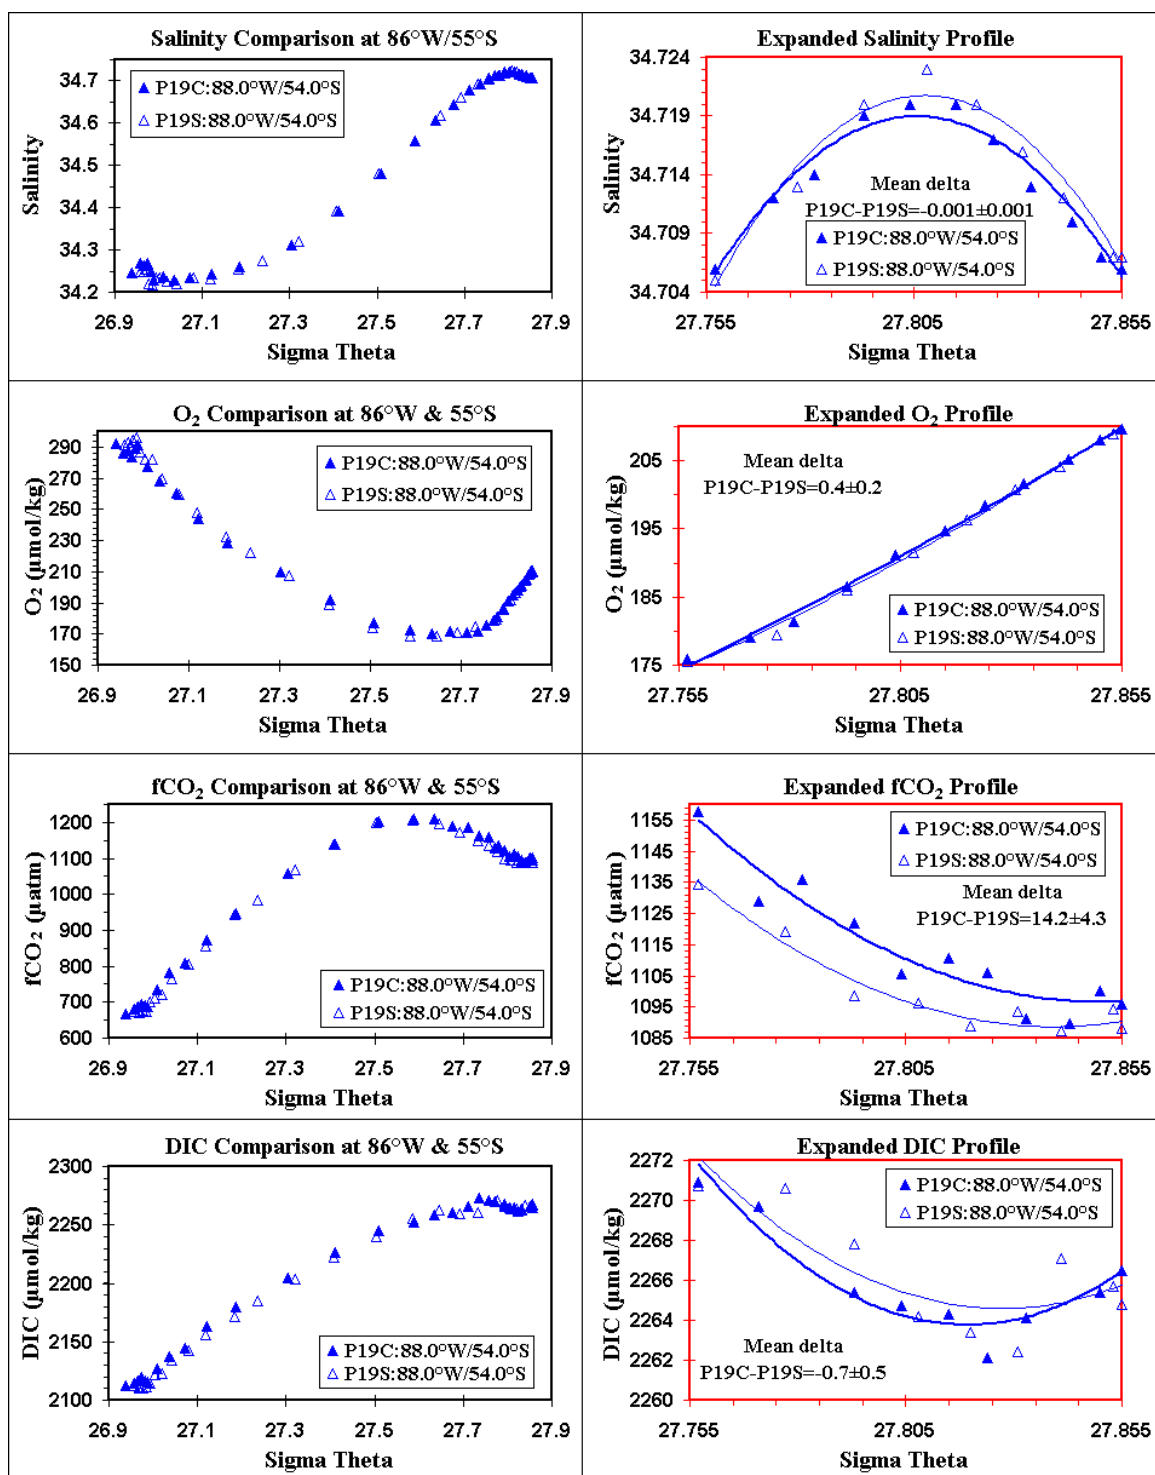 Salinity Comparison at 86°W/55°S
34.7
34.6
34.5
34.4
34.3
34.2
Salinity
P19C:88.0°W/54.0°S
P19S:88.0°W/54.0°S
26.9 27.1 27.3 27.5 27.7 27.9
Sigma Theta
Expanded Salinity Profile
34.724
34.719
34.714
34.709
34.704
Salinity
Mean delta
P19C-P19S=-0.001±0.001
P19C:88.0°W/54.0°S
P19S:88.0°W/54.0°S
27.755 27.805 27.855
Sigma Theta
O₂ Comparison at 86°W & 55°S
290
270
250
230
210
190
170
150
O₂ (µmol/kg)
P19C:88.0°W/54.0°S
P19S:88.0°W/54.0°S
26.9 27.1 27.3 27.5 27.7 27.9
Sigma Theta
Expanded O₂ Profile
205
195
185
175
O₂ (µmol/kg)
Mean delta
P19C-P19S=0.4±0.2
P19C:88.0°W/54.0°S
P19S:88.0°W/54.0°S
27.755 27.805 27.855
Sigma Theta
fCO₂ Comparison at 86°W & 55°S
1200
1100
1000
900
800
700
600
fCO₂ (µatm)
P19C:88.0°W/54.0°S
P19S:88.0°W/54.0°S
26.9 27.1 27.3 27.5 27.7 27.9
Sigma Theta
Expanded fCO₂ Profile
1155
1145
1135
1125
1115
1105
1095
1085
fCO₂ (µatm)
P19C:88.0°W/54.0°S
P19S:88.0°W/54.0°S
Mean delta
P19C-P19S=14.2±4.3
27.755 27.805 27.855
Sigma Theta
DIC Comparison at 86°W & 55°S
2300
2250
2200
2150
2100
DIC (µmol/kg)
P19C:88.0°W/54.0°S
P19S:88.0°W/54.0°S
26.9 27.1 27.3 27.5 27.7 27.9
Sigma Theta
Expanded DIC Profile
2272
2270
2268
2266
2264
2262
2260
DIC (µmol/kg)
P19C:88.0°W/54.0°S
P19S:88.0°W/54.0°S
Mean delta
P19C-P19S=-0.7±0.5
27.755 27.805 27.855
Sigma Theta